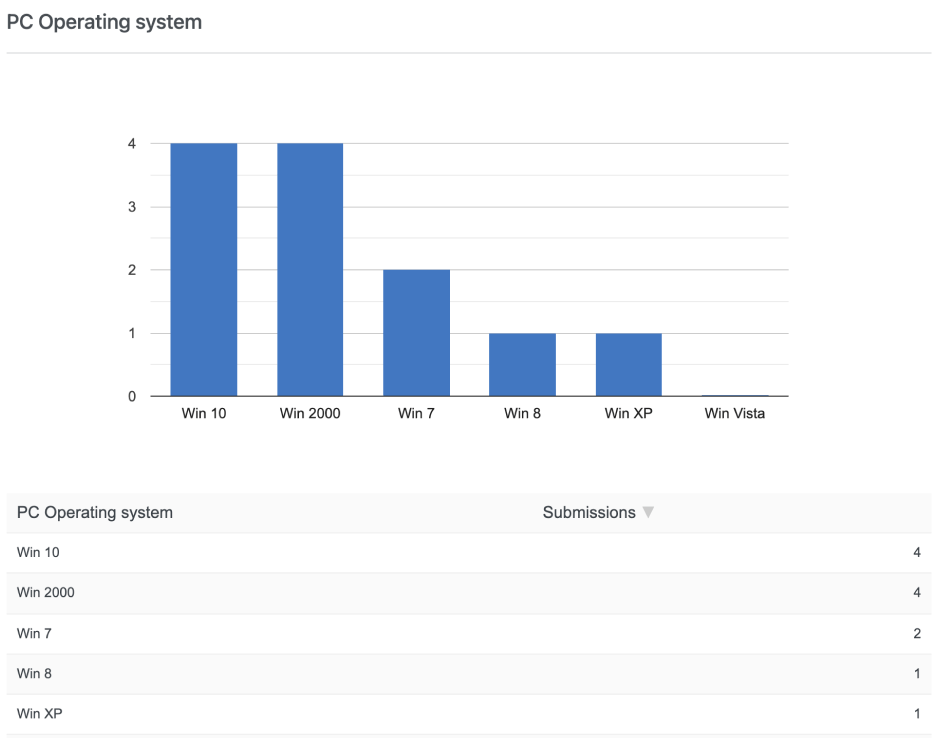 PC Operating system
4
3
2
1
0
Win 10 Win 2000 Win 7 Win 8 Win XP Win Vista
PC Operating system Submissions
Win 10 4
Win 2000 4
Win 7 2
Win 8 1
Win XP 1